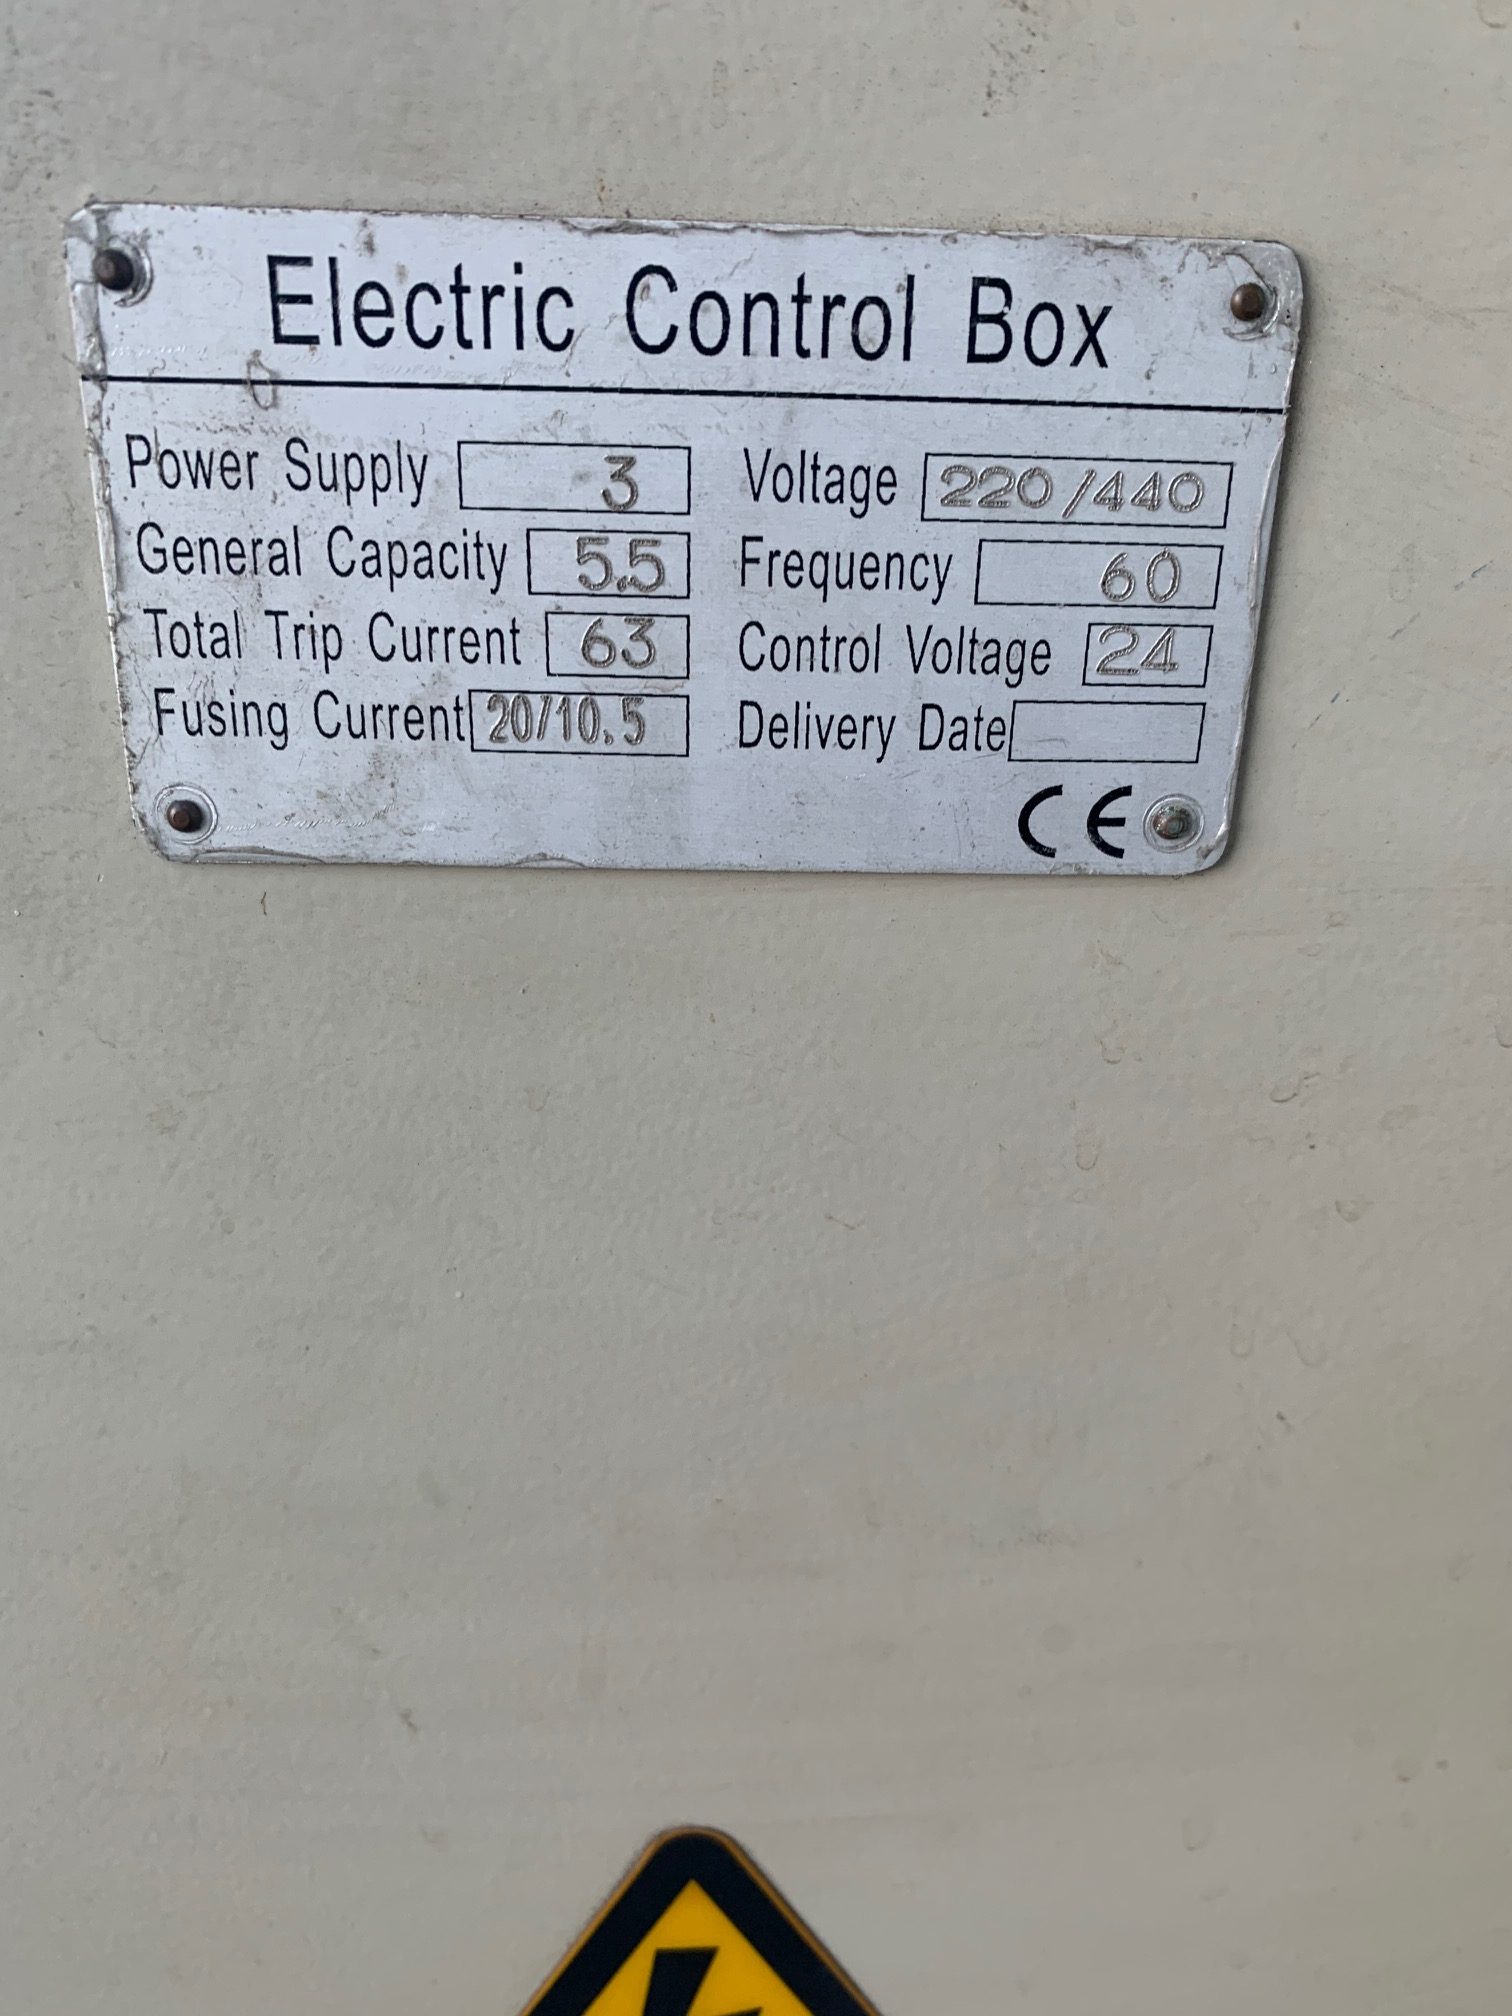 Electric Control Box
Power Supply 3 Voltage 220/440
General Capacity 5.5 Frequency 60
Total Trip Current 63 Control Voltage 24
Fusing Current 20/10.5 Delivery Date
CE